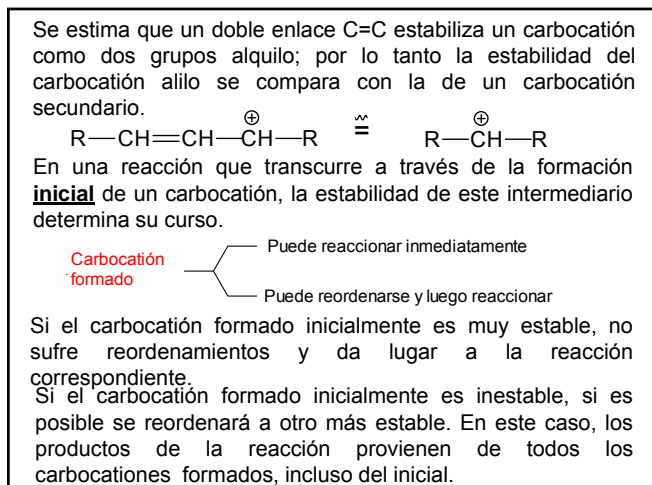 Se estima que un doble enlace C=C estabiliza un carbocatión
como dos grupos alquilo; por lo tanto la estabilidad del
carbocatión alilo se compara con la de un carbocatión
secundario.
R—CH=CH—CH—R = R—CH—R
⊕ ⊕
En una reacción que transcurre a través de la formación
inicial de un carbocatión, la estabilidad de este intermediario
determina su curso.
Puede reaccionar inmediatamente
Carbocatión
formado
Puede reordenarse y luego reaccionar
Si el carbocatión formado inicialmente es muy estable, no
sufre reordenamientos y da lugar a la reacción
correspondiente.
Si el carbocatión formado inicialmente es inestable, si es
posible se reordenará a otro más estable. En este caso, los
productos de la reacción provienen de todos los
carbocationes formados, incluso del inicial.